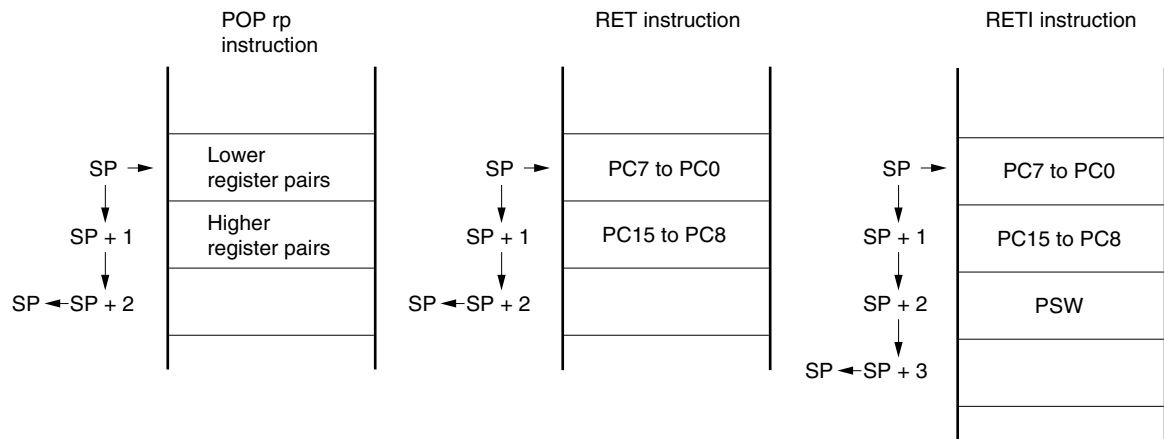 POP rp
instruction
SP
Lower
register pairs
SP + 1
Higher
register pairs
SP SP + 2
RET instruction
SP
PC7 to PC0
SP + 1
PC15 to PC8
SP SP + 2
RETI instruction
SP
PC7 to PC0
SP + 1
PC15 to PC8
SP + 2
PSW
SP SP + 3